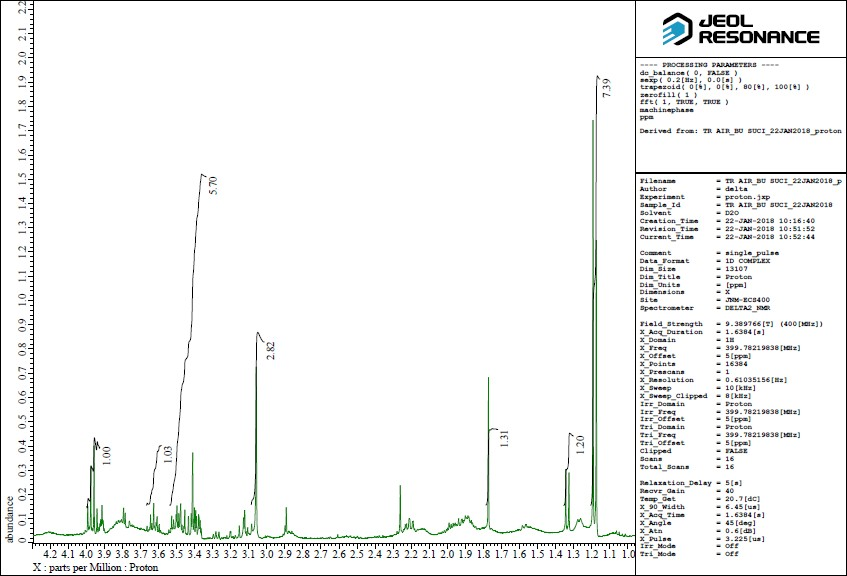 JEOL
RESONANCE
---- PROCESSING PARAMETERS ----
dc_balance( 0, FALSE )
sexp( 0.2[Hz], 0.0[s] )
trapezoid( 0[%], 0[%], 80[%], 100[%] )
zerofill( 1 )
fft( 1, TRUE, TRUE )
machinephase
ppm
Derived from: TR AIR_BU SUCI_22JAN2018_proton
Filename = TR AIR_BU SUCI_22JAN2018_p
Author = delta
Experiment = proton.jxp
Sample_Id = TR AIR_BU SUCI_22JAN2018
Solvent = D2O
Creation_Time = 22-JAN-2018 10:16:40
Revision_Time = 22-JAN-2018 10:51:52
Current_Time = 22-JAN-2018 10:52:44
Comment = single_pulse
Data_Format = 1D COMPLEX
Dim_Size = 13107
Dim_Title = Proton
Dim_Units = [ppm]
Dimensions = X
Site = JNM-ECS400
Spectrometer = DELTA2_NMR
Field_Strength = 9.389766[T] (400[MHz])
X_Acq_Duration = 1.6384[s]
X_Domain = 1H
X_Freq = 399.78219838[MHz]
X_Offset = 5[ppm]
X_Points = 16384
X_Prescans = 1
X_Resolution = 0.61035156[Hz]
X_Sweep = 10[kHz]
X_Sweep_Clipped = 8[kHz]
Irr_Domain = Proton
Irr_Freq = 399.78219838[MHz]
Irr_Offset = 5[ppm]
Tri_Domain = Proton
Tri_Freq = 399.78219838[MHz]
Tri_Offset = 5[ppm]
Clipped = FALSE
Scans = 16
Total_Scans = 16
Relaxation_Delay = 5[s]
Recvr_Gain = 40
Temp_Get = 20.7[dC]
X_90_Width = 6.45[us]
X_Acq_Time = 1.6384[s]
X_Angle = 45[deg]
X_Atn = 0.6[dB]
X_Pulse = 3.225[us]
Irr_Mode = Off
Tri_Mode = Off
2.2
2.1
2.0
1.9
1.8
1.7
1.6
1.5
1.4
1.3
1.2
1.1
1.0
0.9
0.8
0.7
0.6
0.5
0.4
0.3
0.2
0.1
0
abundance
1.00
1.03
5.70
2.82
1.31
1.20
7.39
4.2 4.1 4.0 3.9 3.8 3.7 3.6 3.5 3.4 3.3 3.2 3.1 3.0 2.9 2.8 2.7 2.6 2.5 2.4 2.3 2.2 2.1 2.0 1.9 1.8 1.7 1.6 1.5 1.4 1.3 1.2 1.1 1.0
X : parts per Million : Proton